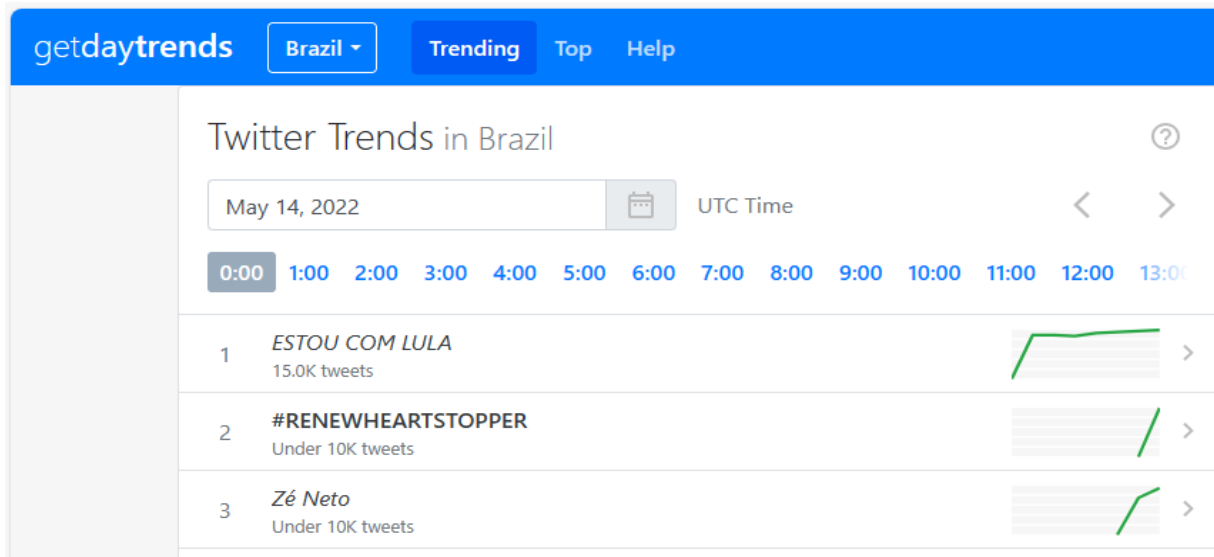 getdaytrends Brazil Trending Top Help
Twitter Trends in Brazil
May 14, 2022 UTC Time
0:00 1:00 2:00 3:00 4:00 5:00 6:00 7:00 8:00 9:00 10:00 11:00 12:00 13:00
1 ESTOU COM LULA
15.0K tweets
2 #RENEWHEARTSTOPPER
Under 10K tweets
3 Zé Neto
Under 10K tweets